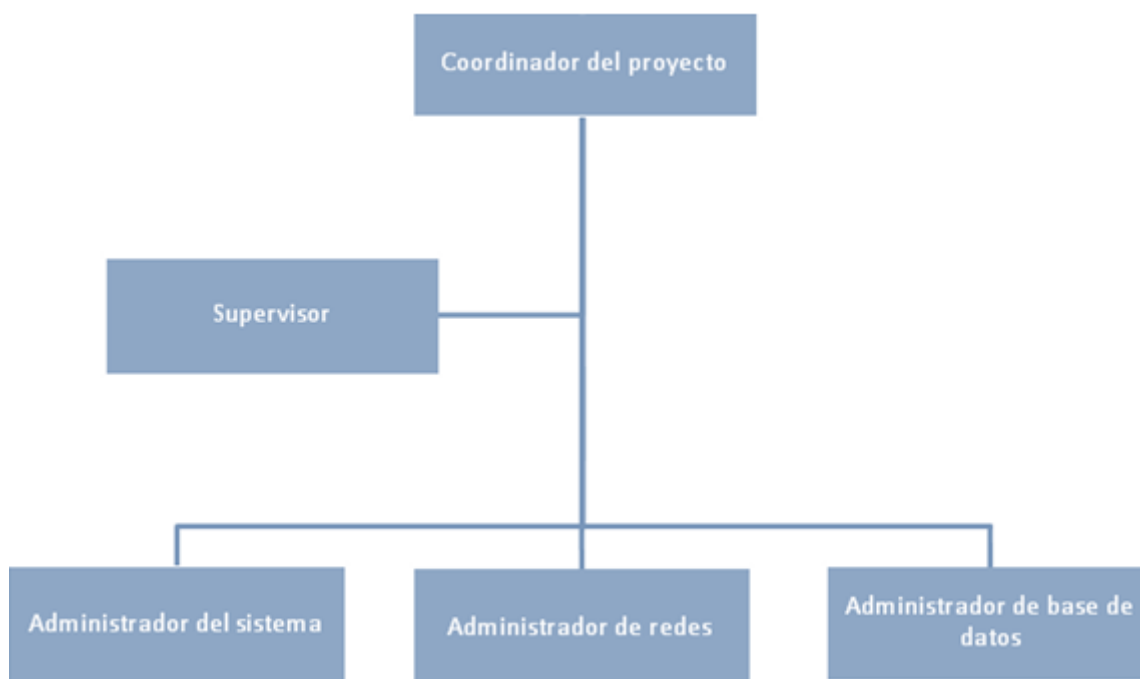 Coordinador del proyecto
Supervisor
Administrador del sistema
Administrador de redes
Administrador de base de
datos